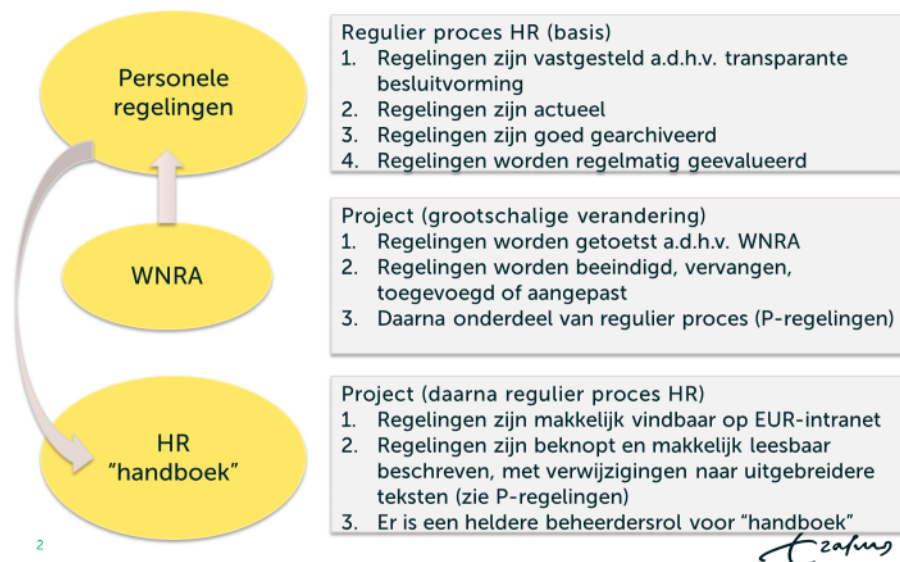 Personele
regelingen
Regulier proces HR (basis)
1. Regelingen zijn vastgesteld a.d.h.v. transparante
besluitvorming
2. Regelingen zijn actueel
3. Regelingen zijn goed gearchiveerd
4. Regelingen worden regelmatig geevalueerd
WNRA
Project (grootschalige verandering)
1. Regelingen worden getoetst a.d.h.v. WNRA
2. Regelingen worden beeindigd, vervangen,
toegevoegd of aangepast
3. Daarna onderdeel van regulier proces (P-regelingen)
HR
“handboek”
Project (daarna regulier proces HR)
1. Regelingen zijn makkelijk vindbaar op EUR-intranet
2. Regelingen zijn beknopt en makkelijk leesbaar
beschreven, met verwijzigingen naar uitgebreidere
teksten (zie P-regelingen)
3. Er is een heldere beheerdersrol voor “handboek”
2
Erasmus